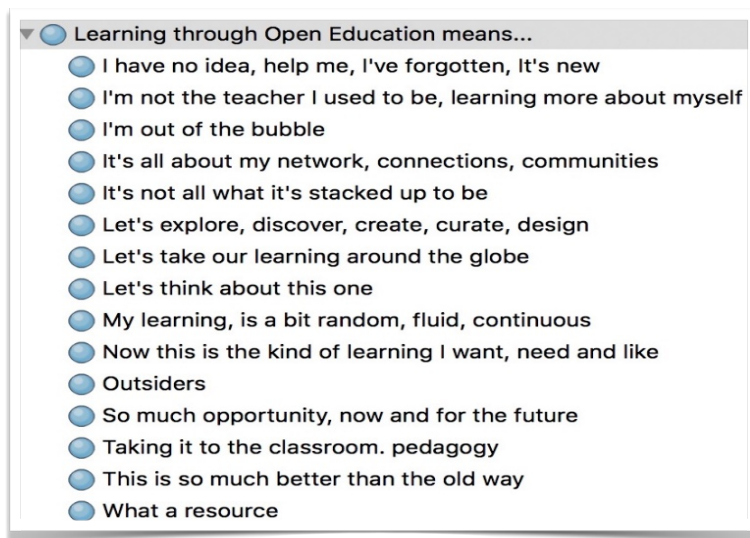 Learning through Open Education means...
I have no idea, help me, I've forgotten, It's new
I'm not the teacher I used to be, learning more about myself
I'm out of the bubble
It's all about my network, connections, communities
It's not all what it's stacked up to be
Let's explore, discover, create, curate, design
Let's take our learning around the globe
Let's think about this one
My learning, is a bit random, fluid, continuous
Now this is the kind of learning I want, need and like
Outsiders
So much opportunity, now and for the future
Taking it to the classroom. pedagogy
This is so much better than the old way
What a resource